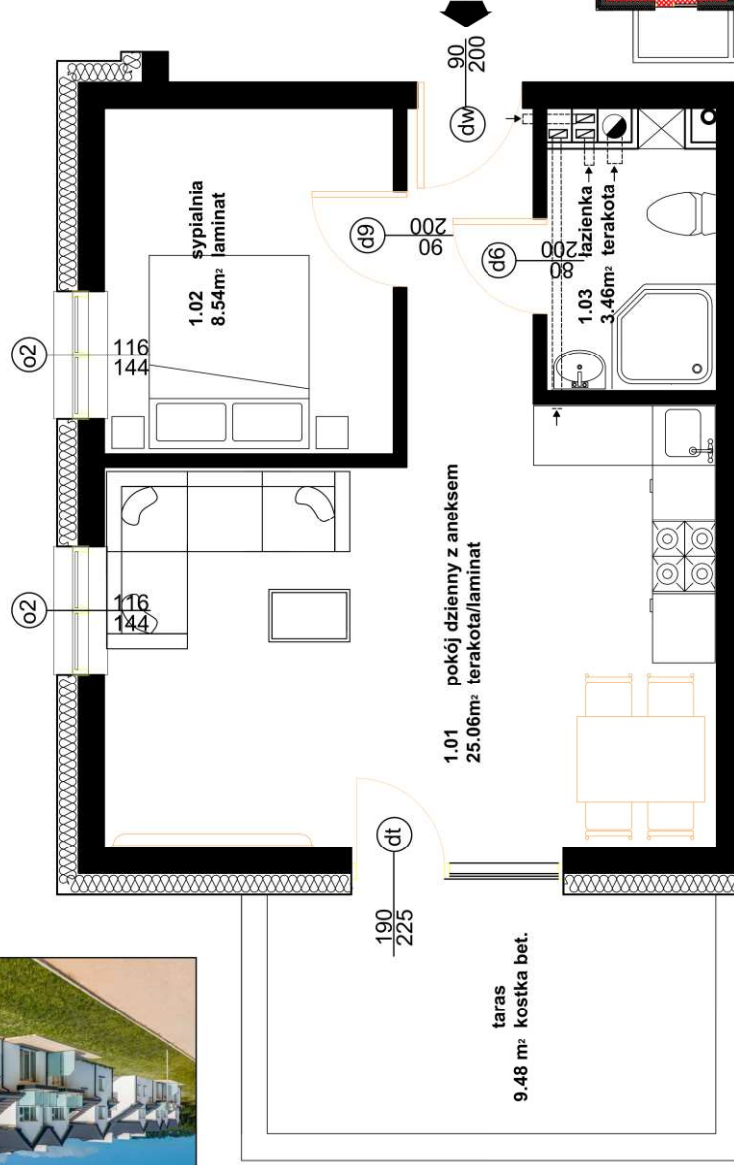 o2
116
144
o2
116
144
1.02 sypialnia
8.54m² laminat
90
200
dw
d9
90
200
d6
80
200
1.03 łazienka
3.46m² terakota
1.01 pokój dzienny z aneksem
25.06m² terakota/laminat
dt
190
225
taras
9.48 m² kostka bet.